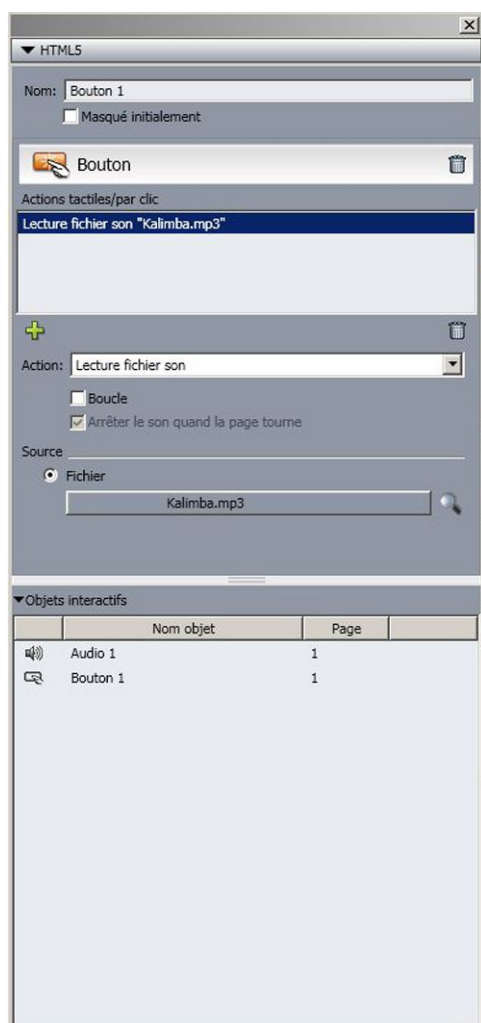 HTML5
Nom: Bouton 1
Masqué initialement
Bouton
Actions tactiles/par clic
Lecture fichier son "Kalimba.mp3"
Action: Lecture fichier son
Boucle
Arrêter le son quand la page tourne
Source
Fichier
Kalimba.mp3
Objets interactifs
Nom objet Page
Audio 1 1
Bouton 1 1